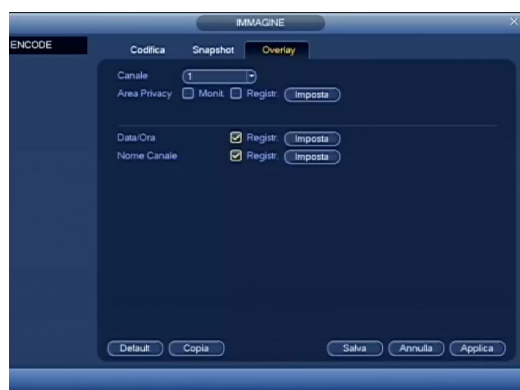 IMMAGINE
ENCODE
Codifica Snapshot Overlay
Canale 1
Area Privacy Monit. Registr. Imposta
Data/Ora Registr. Imposta
Nome Canale Registr. Imposta
Default Copia Salva Annulla Applica